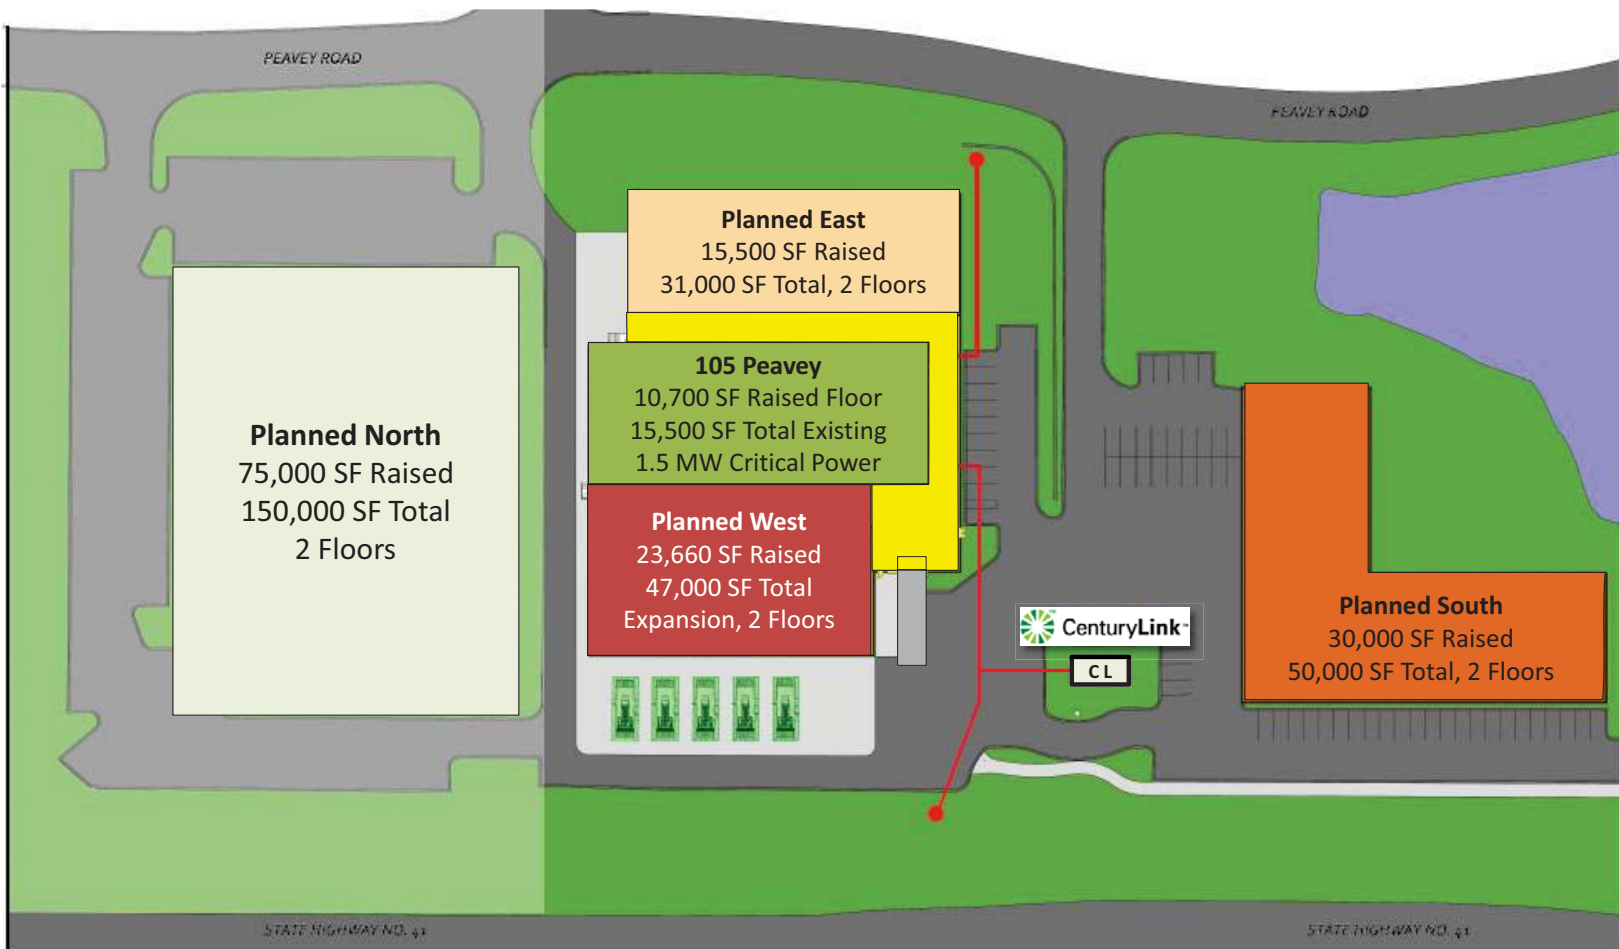 PEAVEY ROAD
PEAVEY ROAD
Planned East
15,500 SF Raised
31,000 SF Total, 2 Floors
105 Peavey
10,700 SF Raised Floor
15,500 SF Total Existing
1.5 MW Critical Power
Planned North
75,000 SF Raised
150,000 SF Total
2 Floors
Planned West
23,660 SF Raised
47,000 SF Total
Expansion, 2 Floors
CenturyLink™
CL
Planned South
30,000 SF Raised
50,000 SF Total, 2 Floors
STATE HIGHWAY NO. 41
STATE HIGHWAY NO. 41